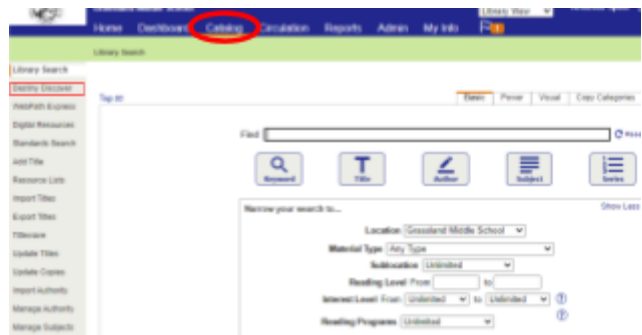 Library View
Home Dashboard Catalog Circulation Reports Admin My Info
Library Search
Library Search
Destiny Discover
WebPath Express
Digital Resources
Standards Search
Add Title
Resource Lists
Import Titles
Export Titles
Titlewave
Update Titles
Update Copies
Import Authority
Manage Authority
Manage Subjects
Top 20
Basic Power Visual Copy Categories
Find
Keyword Title Author Subject Series
Narrow your search to...
Show Less
Location Grassland Middle School
Material Type Any Type
Sublocation Unlimited
Reading Level From to
Interest Level From Unlimited to Unlimited
Reading Programs Unlimited